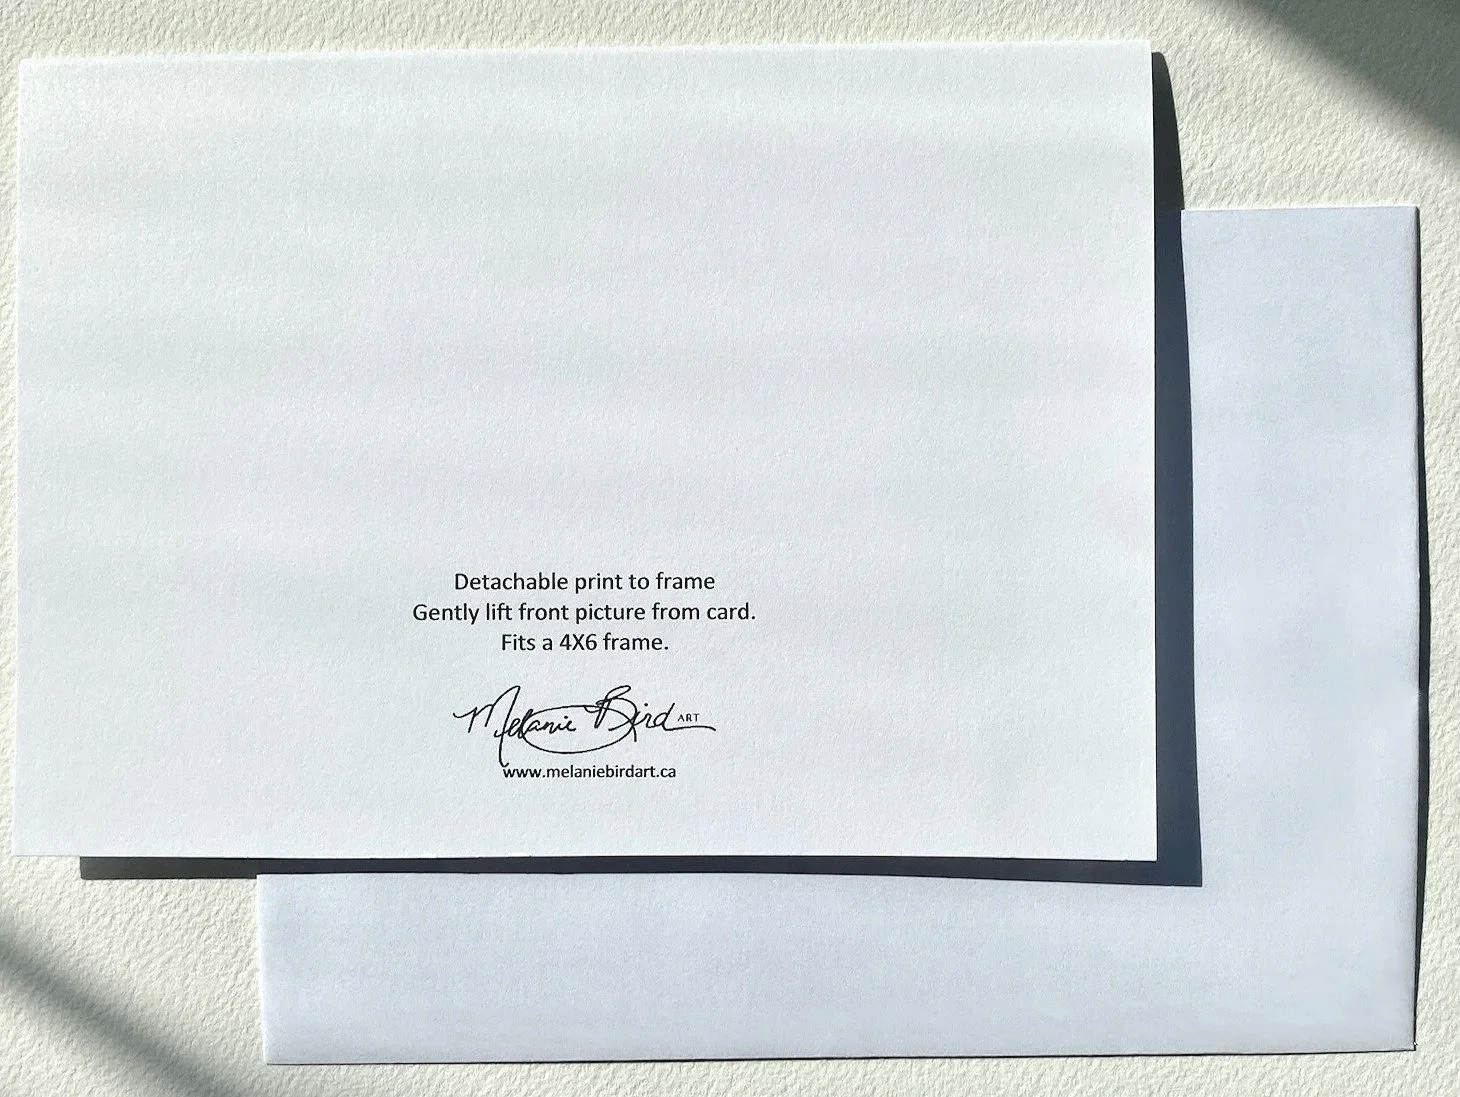 Detachable print to frame
Gently lift front picture from card.
Fits a 4X6 frame.
Melanie Bird ART
www.melaniebirdart.ca